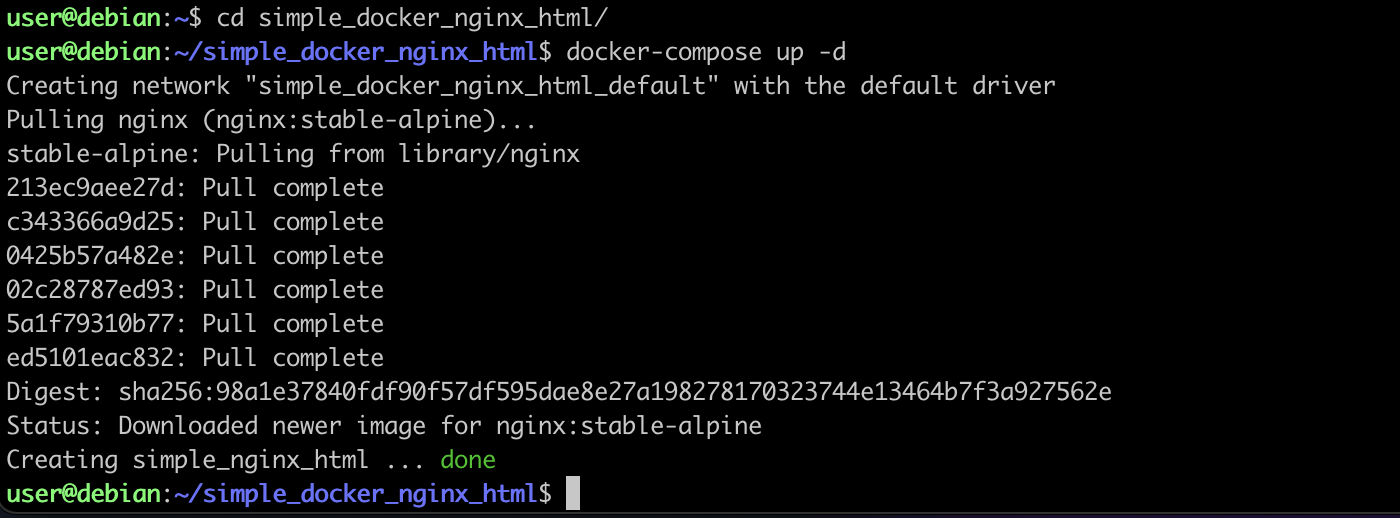 user@debian:~$ cd simple_docker_nginx_html/
user@debian:~/simple_docker_nginx_html$ docker-compose up -d
Creating network "simple_docker_nginx_html_default" with the default driver
Pulling nginx (nginx:stable-alpine)...
stable-alpine: Pulling from library/nginx
213ec9aee27d: Pull complete
c343366a9d25: Pull complete
0425b57a482e: Pull complete
02c28787ed93: Pull complete
5a1f79310b77: Pull complete
ed5101eac832: Pull complete
Digest: sha256:98a1e37840fdf90f57df595dae8e27a198278170323744e13464b7f3a927562e
Status: Downloaded newer image for nginx:stable-alpine
Creating simple_nginx_html ... done
user@debian:~/simple_docker_nginx_html$